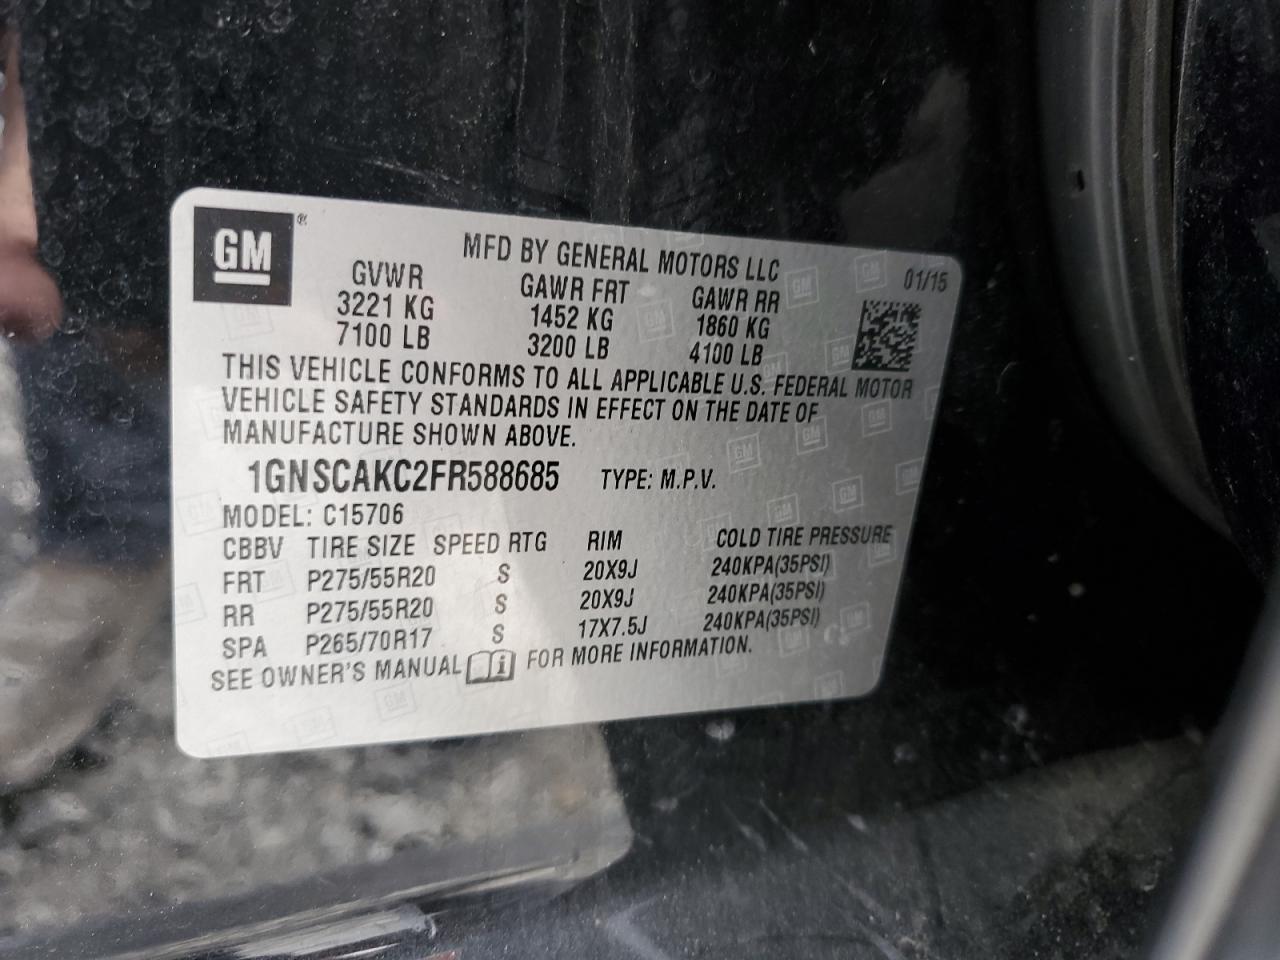 GM®
MFD BY GENERAL MOTORS LLC
01/15
GVWR GAWR FRT GAWR RR
3221 KG 1452 KG 1860 KG
7100 LB 3200 LB 4100 LB
THIS VEHICLE CONFORMS TO ALL APPLICABLE U.S. FEDERAL MOTOR
VEHICLE SAFETY STANDARDS IN EFFECT ON THE DATE OF
MANUFACTURE SHOWN ABOVE.
1GNSCAKC2FR588685 TYPE: M.P.V.
MODEL: C15706
CBBV TIRE SIZE SPEED RTG RIM COLD TIRE PRESSURE
FRT P275/55R20 S 20X9J 240KPA(35PSI)
RR P275/55R20 S 20X9J 240KPA(35PSI)
SPA P265/70R17 S 17X7.5J 240KPA(35PSI)
SEE OWNER'S MANUAL i FOR MORE INFORMATION.